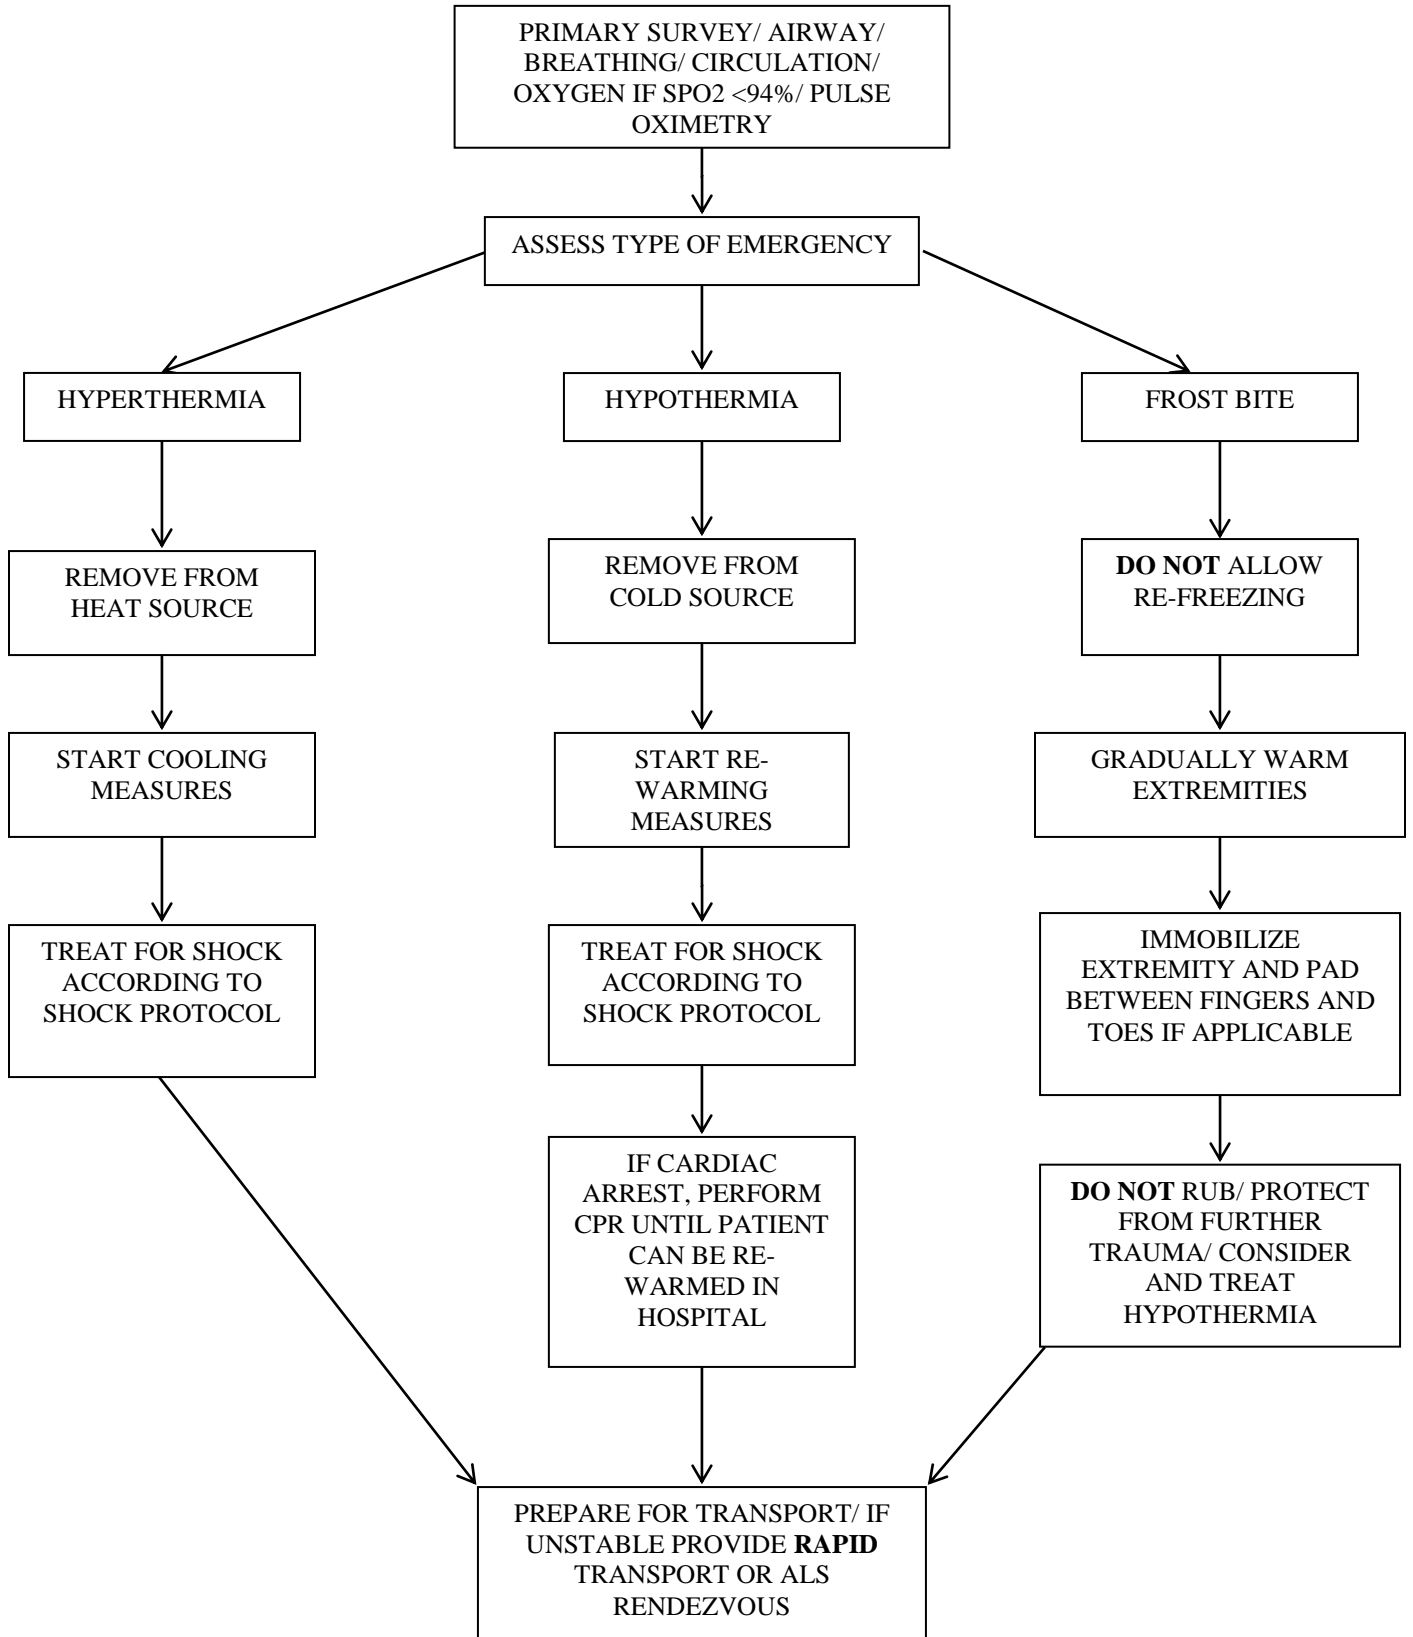 PRIMARY SURVEY/ AIRWAY/
BREATHING/ CIRCULATION/
OXYGEN IF SPO2 <94%/ PULSE
OXIMETRY
ASSESS TYPE OF EMERGENCY
HYPERTHERMIA
HYPOTHERMIA
FROST BITE
REMOVE FROM
HEAT SOURCE
REMOVE FROM
COLD SOURCE
DO NOT ALLOW
RE-FREEZING
START COOLING
MEASURES
START RE-
WARMING
MEASURES
GRADUALLY WARM
EXTREMITIES
TREAT FOR SHOCK
ACCORDING TO
SHOCK PROTOCOL
TREAT FOR SHOCK
ACCORDING TO
SHOCK PROTOCOL
IMMOBILIZE
EXTREMITY AND PAD
BETWEEN FINGERS AND
TOES IF APPLICABLE
IF CARDIAC
ARREST, PERFORM
CPR UNTIL PATIENT
CAN BE RE-
WARMED IN
HOSPITAL
DO NOT RUB/ PROTECT
FROM FURTHER
TRAUMA/ CONSIDER
AND TREAT
HYPOTHERMIA
PREPARE FOR TRANSPORT/ IF
UNSTABLE PROVIDE RAPID
TRANSPORT OR ALS
RENDEZVOUS